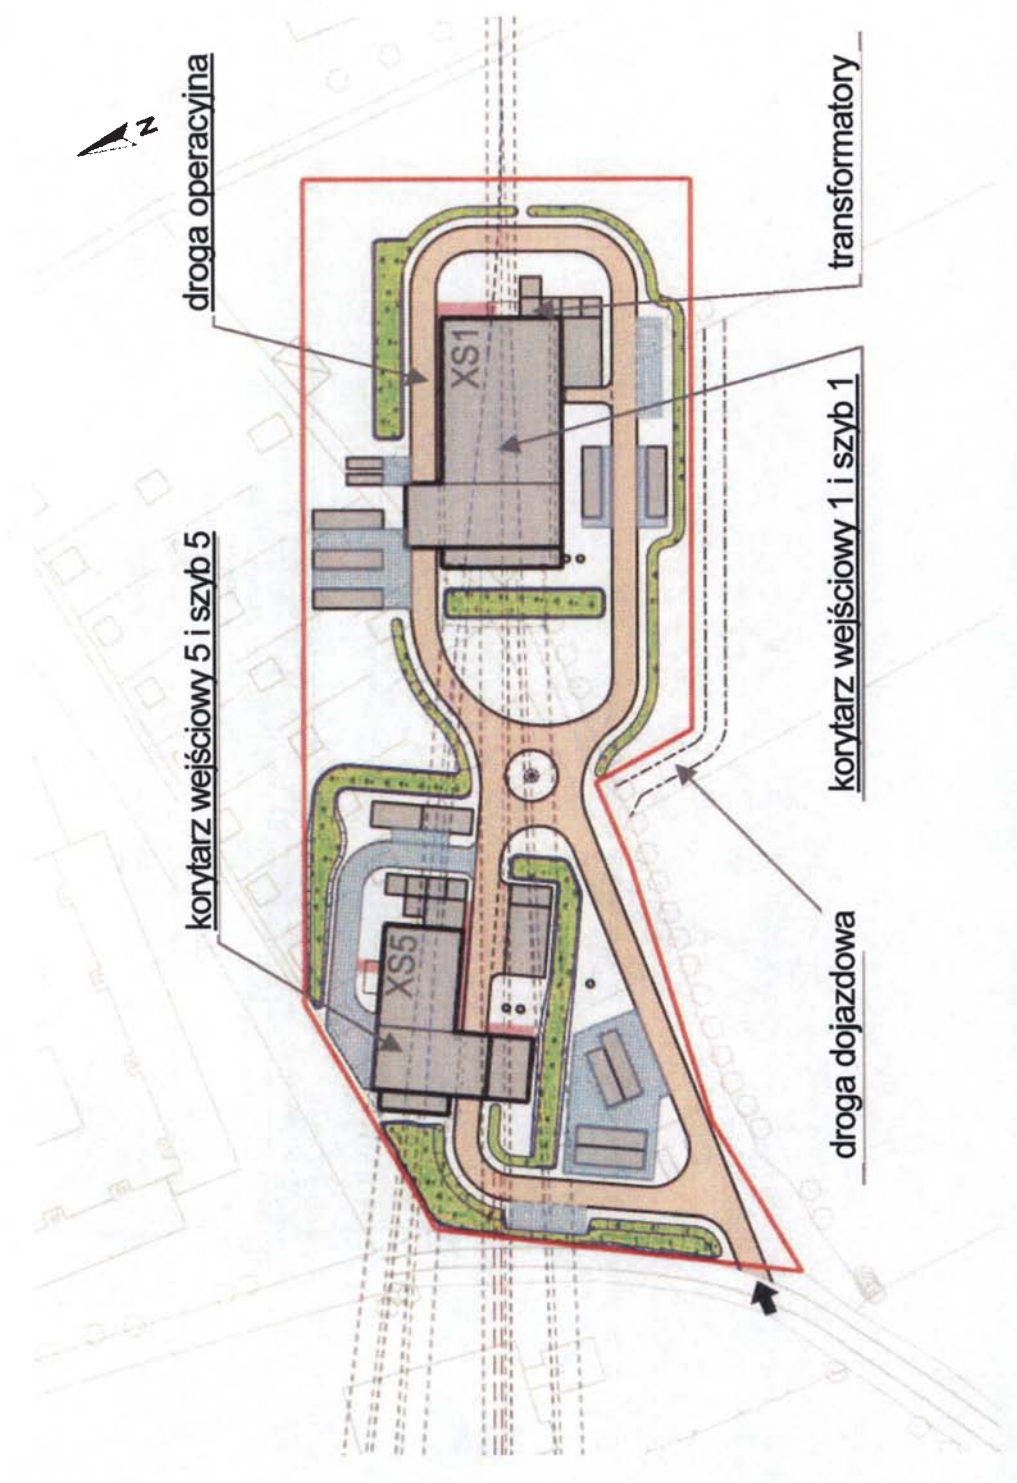 N
droga operacyjna
korytarz wejściowy 5 i szyb 5
XS1
XS5
transformatory
korytarz wejściowy 1 i szyb 1
droga dojazdowa